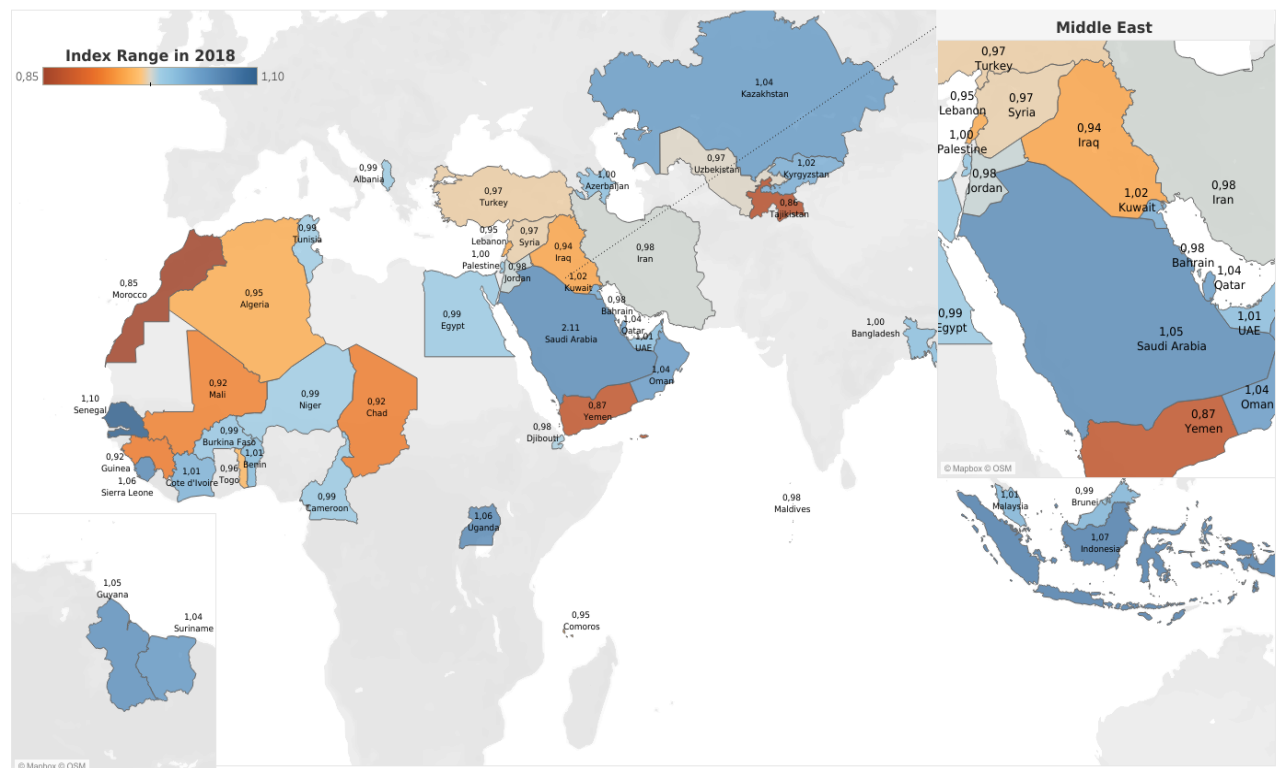 Index Range in 2018
0,85
1,10
1,04
Kazakhstan
0,97
Uzbekistan
1,02
Kyrgyzstan
0,86
Tajikistan
0,99
Albania
1,00
Azerbaijan
0,97
Turkey
0,99
Tunisia
0,95
Lebanon
0,97
Syria
0,94
Iraq
0,98
Iran
1,00
Palestine
0,98
Jordan
1,02
Kuwait
0,85
Morocco
0,95
Algeria
0,99
Egypt
2.11
Saudi Arabia
0,98
Bahrain
1,04
Qatar
1,01
UAE
1,04
Oman
1,00
Bangladesh
0,92
Mali
0,99
Niger
0,92
Chad
0,87
Yemen
0,98
Djibouti
1,10
Senegal
0,99
Burkina Faso
0,92
Guinea
1,06
Sierra Leone
1,01
Cote d'Ivoire
0,96
Togo
1,01
Benin
0,99
Cameroon
1,06
Uganda
0,98
Maldives
0,95
Comoros
1,01
Malaysia
0,99
Brunei
1,07
Indonesia
1,05
Guyana
1,04
Suriname
© Mapbox © OSM
Middle East
0,97
Turkey
0,95
Lebanon
0,97
Syria
0,94
Iraq
1,00
Palestine
0,98
Jordan
1,02
Kuwait
0,98
Iran
0,98
Bahrain
1,04
Qatar
0,99
Egypt
1,01
UAE
1,05
Saudi Arabia
1,04
Oman
0,87
Yemen
© Mapbox © OSM